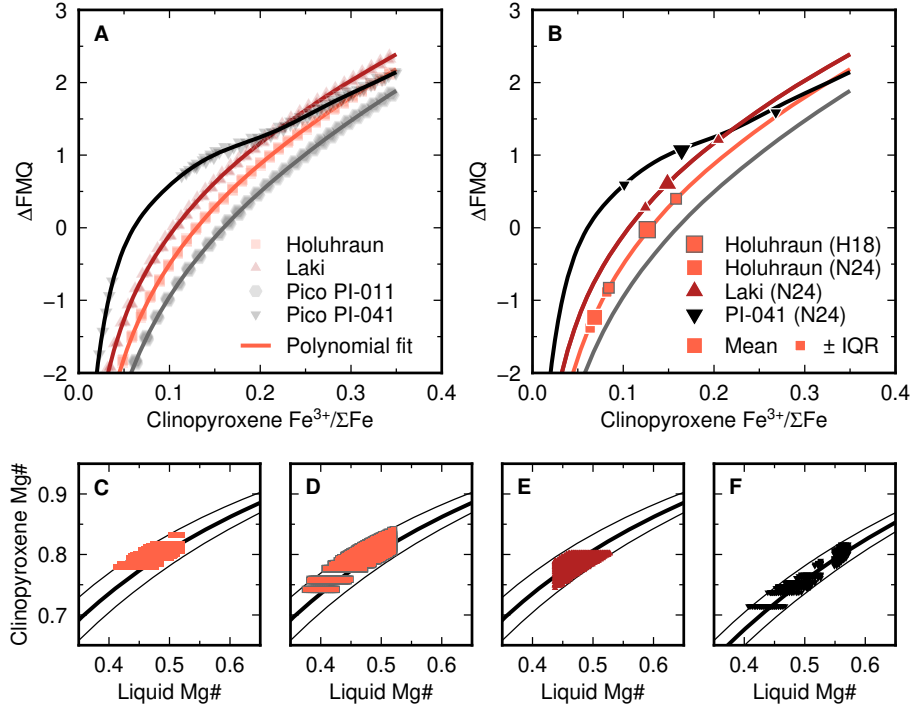 A
3
2
1
0
−1
−2
ΔFMQ
Holuhraun
Laki
Pico PI-011
Pico PI-041
Polynomial fit
0.0 0.1 0.2 0.3 0.4
Clinopyroxene Fe³⁺/ΣFe
B
3
2
1
0
−1
−2
ΔFMQ
Holuhraun (H18)
Holuhraun (N24)
Laki (N24)
PI-041 (N24)
Mean ± IQR
0.0 0.1 0.2 0.3 0.4
Clinopyroxene Fe³⁺/ΣFe
C
0.9
0.8
0.7
Clinopyroxene Mg#
0.4 0.5 0.6
Liquid Mg#
D
0.4 0.5 0.6
Liquid Mg#
E
0.4 0.5 0.6
Liquid Mg#
F
0.4 0.5 0.6
Liquid Mg#